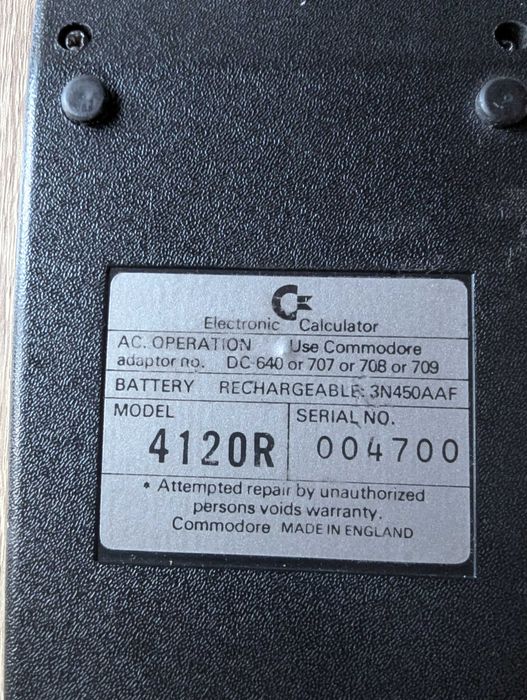 Electronic Calculator
AC. OPERATION Use Commodore
adaptor no. DC-640 or 707 or 708 or 709
BATTERY RECHARGEABLE: 3N450AAF
MODEL SERIAL NO.
4120R 004700
* Attempted repair by unauthorized
persons voids warranty.
Commodore MADE IN ENGLAND